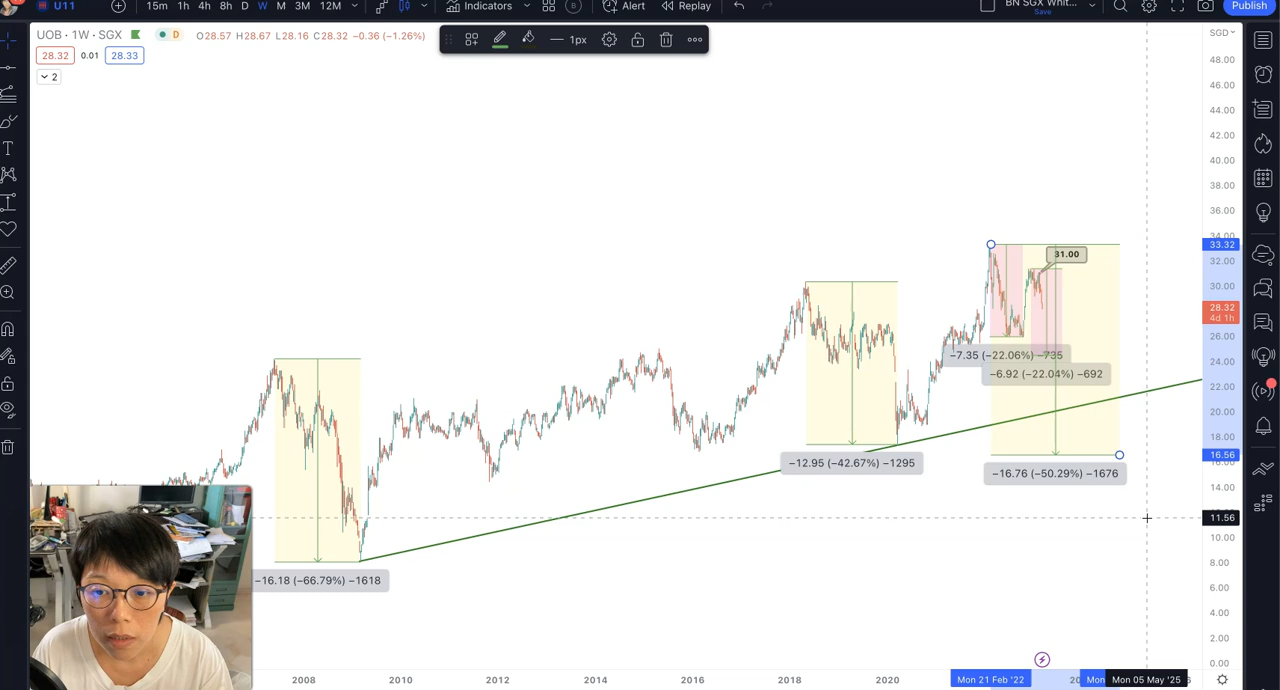 U11 15m 1h 4h 8h D W M 3M 12M Indicators Alert Replay BN SGX Whit... Save Publish
UOB · 1W · SGX D O28.57 H28.67 L28.16 C28.32 −0.36 (−1.26%)
1px
SGD
28.32 0.01 28.33
2
48.00
46.00
44.00
42.00
40.00
38.00
36.00
34.00
33.32
31.00
32.00
30.00
28.32
4d 1h
26.00
−7.35 (−22.06%) −735
24.00
−6.92 (−22.04%) −692
22.00
20.00
18.00
16.56
−12.95 (−42.67%) −1295
16.00
−16.76 (−50.29%) −1676
14.00
11.56
10.00
8.00
−16.18 (−66.79%) −1618
6.00
4.00
2.00
0.00
2008 2010 2012 2014 2016 2018 2020 Mon 21 Feb '22 Mon Mon 05 May '25